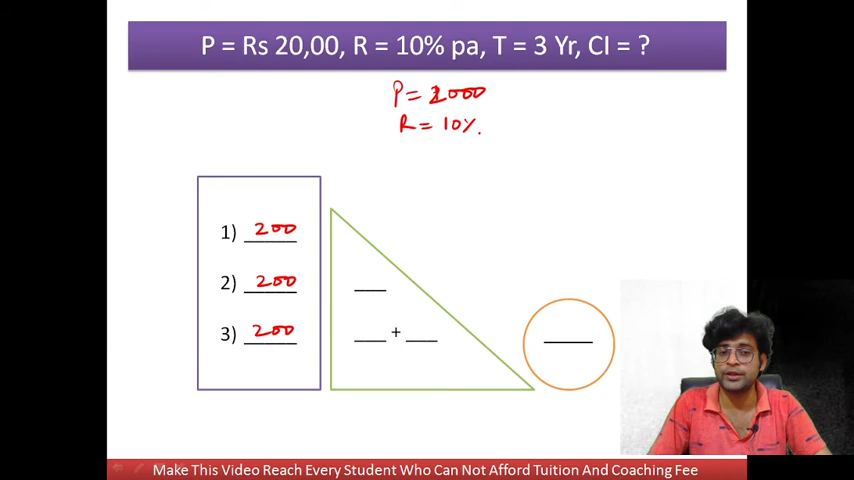 P = Rs 20,00, R = 10% pa, T = 3 Yr, CI = ?
P = 2000
R = 10%.
1) 200
2) 200
3) 200
___
___ + ___
Make This Video Reach Every Student Who Can Not Afford Tuition And Coaching Fee